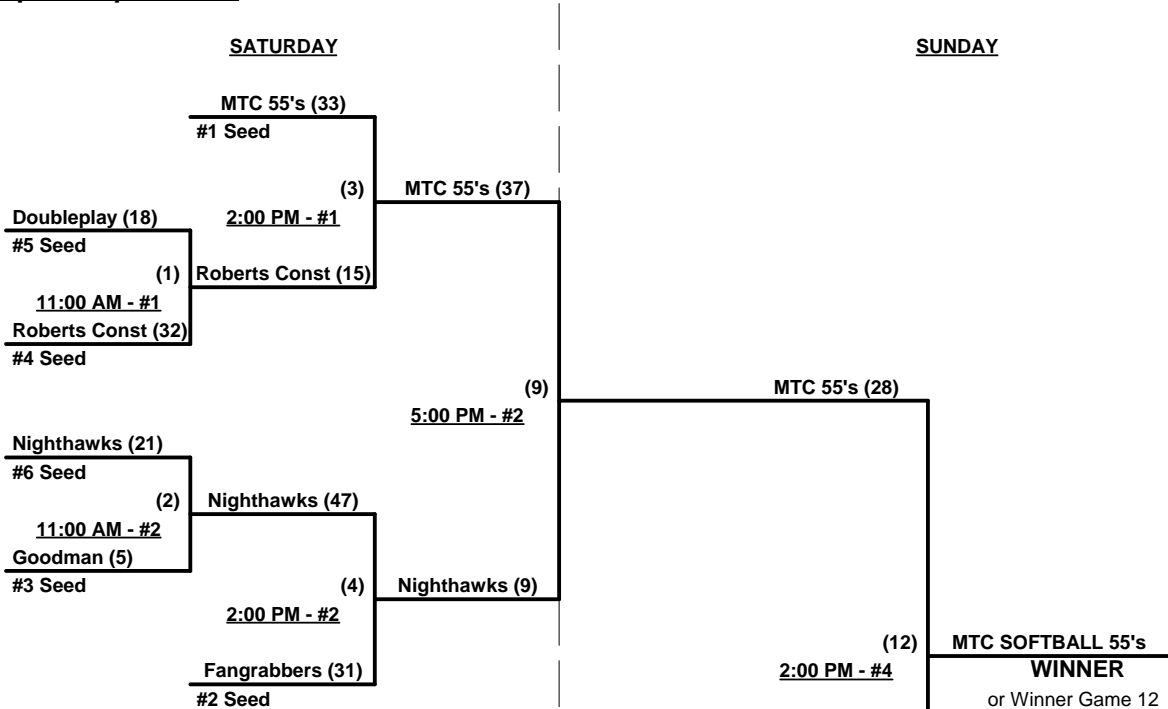 SATURDAY
SUNDAY
MTC 55's (33)
#1 Seed
(3)
MTC 55's (37)
2:00 PM - #1
Doubleplay (18)
#5 Seed
(1)
Roberts Const (15)
11:00 AM - #1
Roberts Const (32)
#4 Seed
(9)
MTC 55's (28)
5:00 PM - #2
Nighthawks (21)
#6 Seed
(2)
Nighthawks (47)
11:00 AM - #2
Goodman (5)
#3 Seed
(4)
Nighthawks (9)
2:00 PM - #2
Fangrabbers (31)
#2 Seed
(12)
MTC SOFTBALL 55's
2:00 PM - #4
WINNER
or Winner Game 12